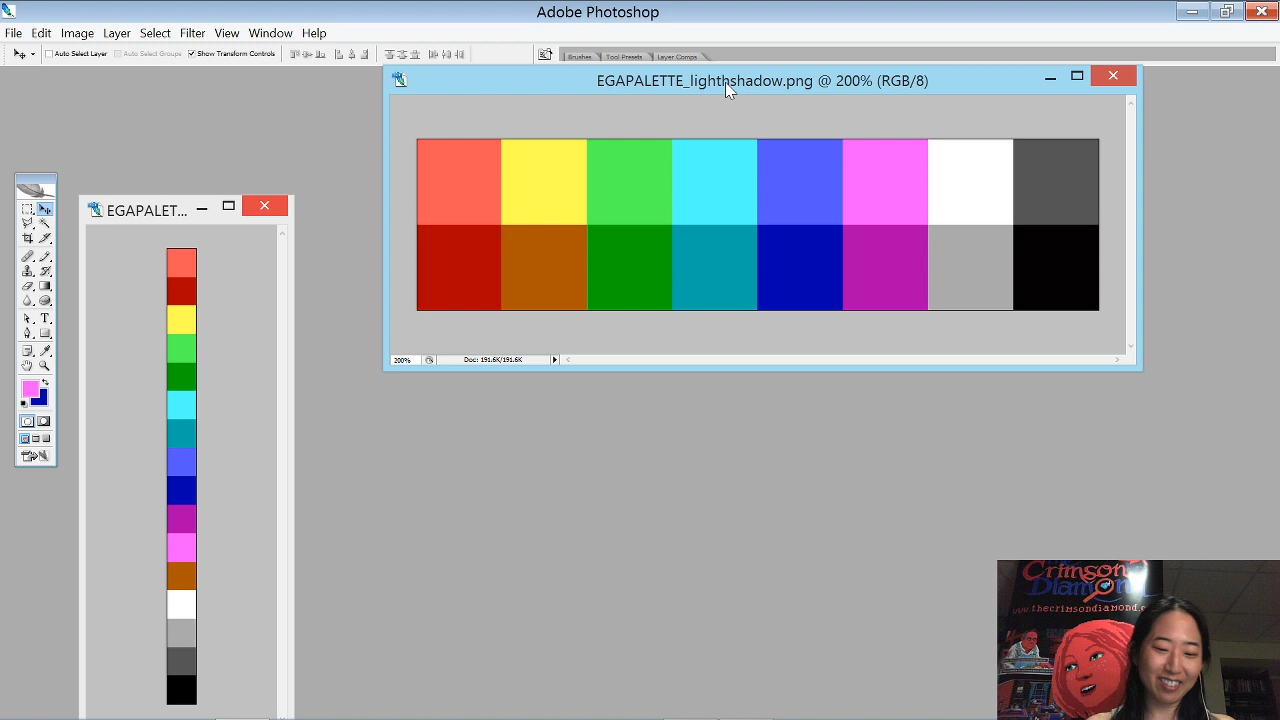 Adobe Photoshop
File Edit Image Layer Select Filter View Window Help
Auto Select Layer Auto Select Groups Show Transform Controls Brushes Tool Presets Layer Comps
EGAPALETTE_lighthshadow.png @ 200% (RGB/8)
EGAPALET...
T
200% Doc: 191.6K/191.6K
Crimson
Diamond
www.thecrimsondiamond.c